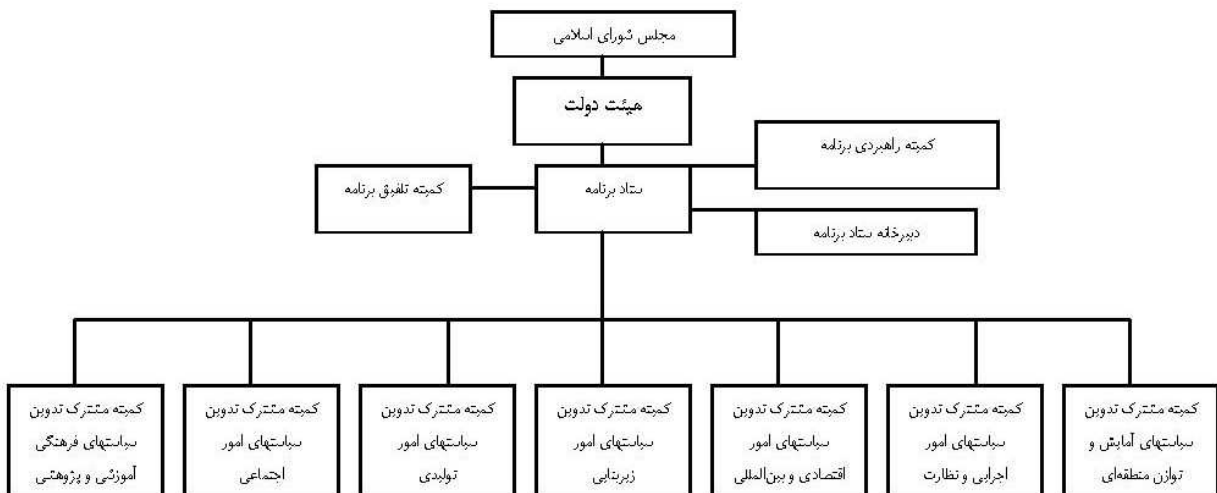 مجلس شورای اسلامی
هیئت دولت
کمیته راهبردی برنامه
ستاد برنامه
کمیته تلفیق برنامه
دبیرخانه ستاد برنامه
کمیته مشترک تدوین
سیاستهای آمایش و
توازن منطقه‌ای
کمیته مشترک تدوین
سیاستهای امور
اجرایی و نظارت
کمیته مشترک تدوین
سیاستهای امور
اقتصادی و بین‌المللی
کمیته مشترک تدوین
سیاستهای امور
زیربنایی
کمیته مشترک تدوین
سیاستهای امور
تولیدی
کمیته مشترک تدوین
سیاستهای امور
اجتماعی
کمیته مشترک تدوین
سیاستهای فرهنگی
آموزشی و پژوهشی